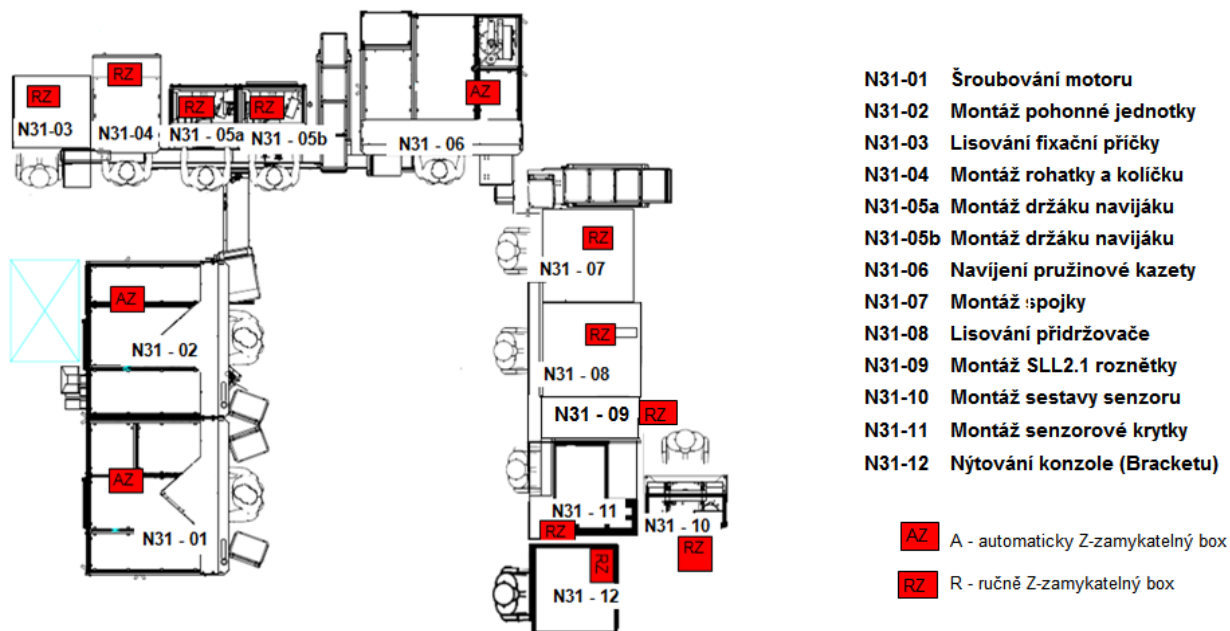 RZ
RZ
RZ
RZ
AZ
N31-03
N31-04
N31 - 05a
N31 - 05b
N31 - 06
RZ
N31 - 07
AZ
N31 - 02
RZ
N31 - 08
N31 - 09
RZ
AZ
N31 - 01
N31 - 11
RZ
N31 - 10
RZ
RZ
N31 - 12
N31-01 Šroubování motoru
N31-02 Montáž pohonné jednotky
N31-03 Lisování fixační příčky
N31-04 Montáž rohatky a kolíčku
N31-05a Montáž držáku navijáku
N31-05b Montáž držáku navijáku
N31-06 Navíjení pružinové kazety
N31-07 Montáž spojky
N31-08 Lisování přidržovače
N31-09 Montáž SLL2.1 roznětky
N31-10 Montáž sestavy senzoru
N31-11 Montáž senzorové krytky
N31-12 Nýtování konzole (Bracketu)
AZ A - automaticky Z-zamykatelný box
RZ R - ručně Z-zamykatelný box